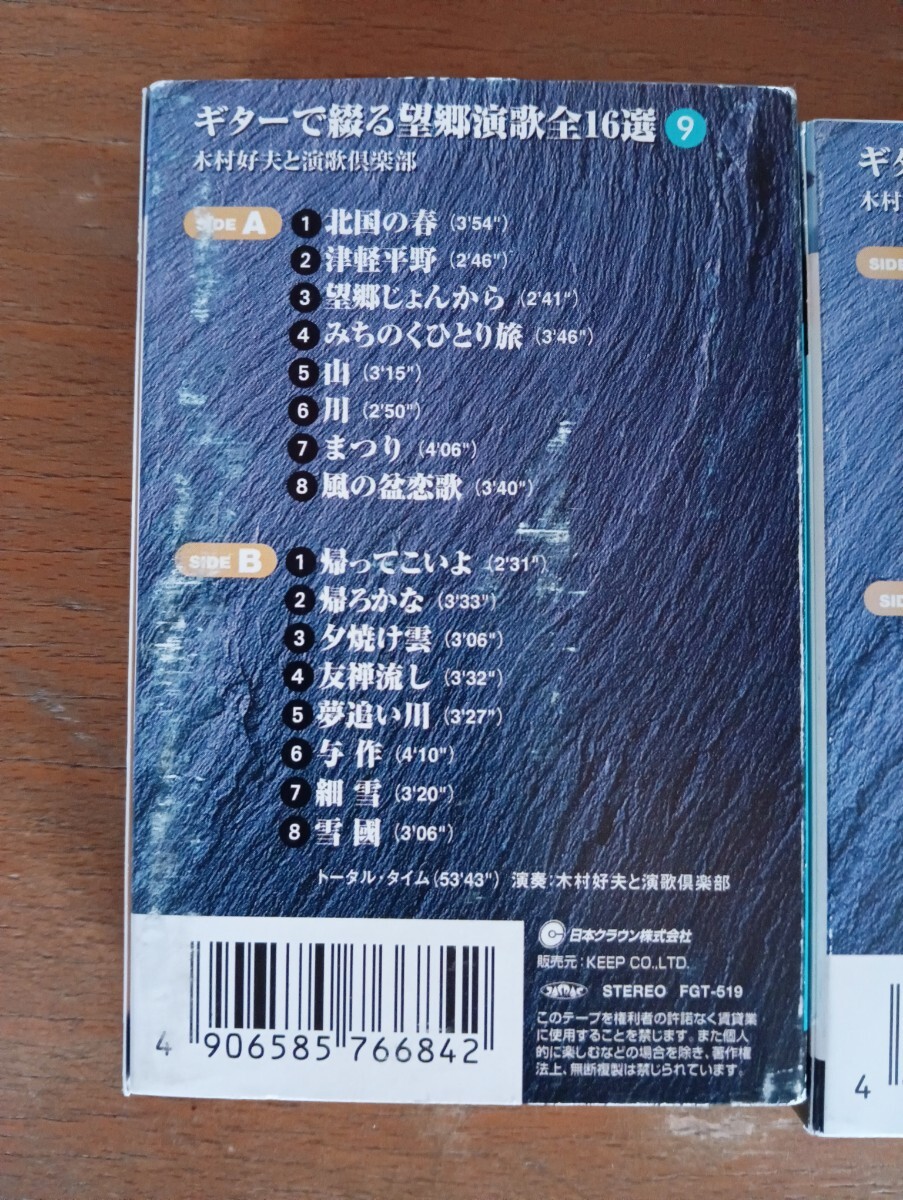 ギターで綴る望郷演歌全16選 9
木村好夫と演歌倶楽部
SIDE A
1 北国の春 (3'54")
2 津軽平野 (2'46")
3 望郷じょんから (2'41")
4 みちのくひとり旅 (3'46")
5 山 (3'15")
6 川 (2'50")
7 まつり (4'06")
8 風の盆恋歌 (3'40")
SIDE B
1 帰ってこいよ (2'31")
2 帰ろかな (3'33")
3 夕焼け雲 (3'06")
4 友禅流し (3'32")
5 夢追い川 (3'27")
6 与作 (4'10")
7 細雪 (3'20")
8 雪國 (3'06")
トータル・タイム(53'43") 演奏:木村好夫と演歌倶楽部
日本クラウン株式会社
販売元:KEEP CO.,LTD.
JASRAC STEREO FGT-519
このテープを権利者の許諾なく賃貸業
に使用することを禁じます。また個人
的に楽しむなどの場合を除き、著作権
法上、無断複製は禁じられています。
4 906585 766842
ギタ
木村
SIDE
SID
4